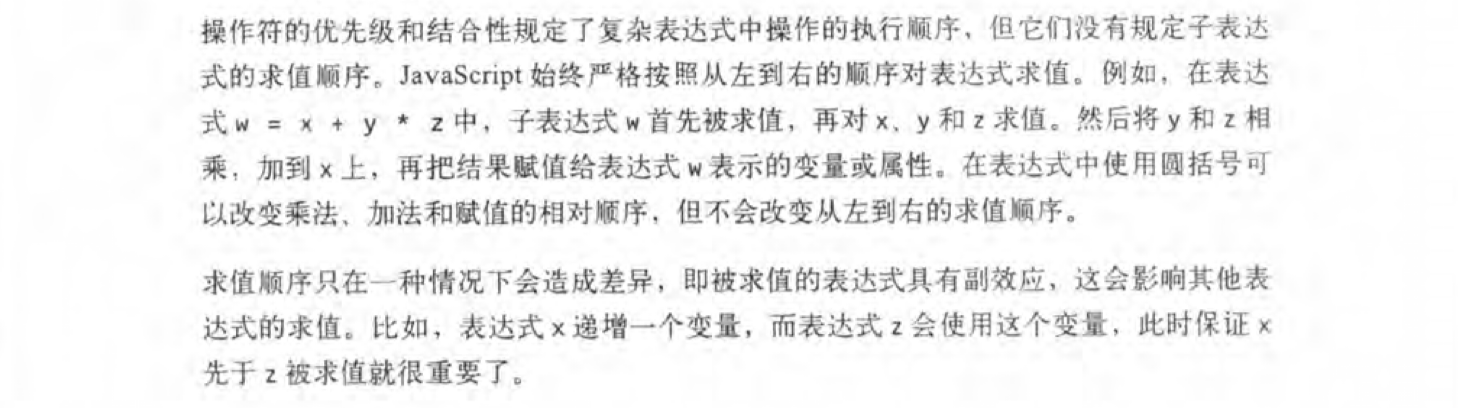 操作符的优先级和结合性规定了复杂表达式中操作的执行顺序，但它们没有规定子表达
式的求值顺序。JavaScript 始终严格按照从左到右的顺序对表达式求值。例如，在表达
式 w = x + y * z 中，子表达式 w 首先被求值，再对 x、y 和 z 求值。然后将 y 和 z 相
乘，加到 x 上，再把结果赋值给表达式 w 表示的变量或属性。在表达式中使用圆括号可
以改变乘法、加法和赋值的相对顺序，但不会改变从左到右的求值顺序。
求值顺序只在一种情况下会造成差异，即被求值的表达式具有副效应，这会影响其他表
达式的求值。比如，表达式 x 递增一个变量，而表达式 z 会使用这个变量，此时保证 x
先于 z 被求值就很重要了。